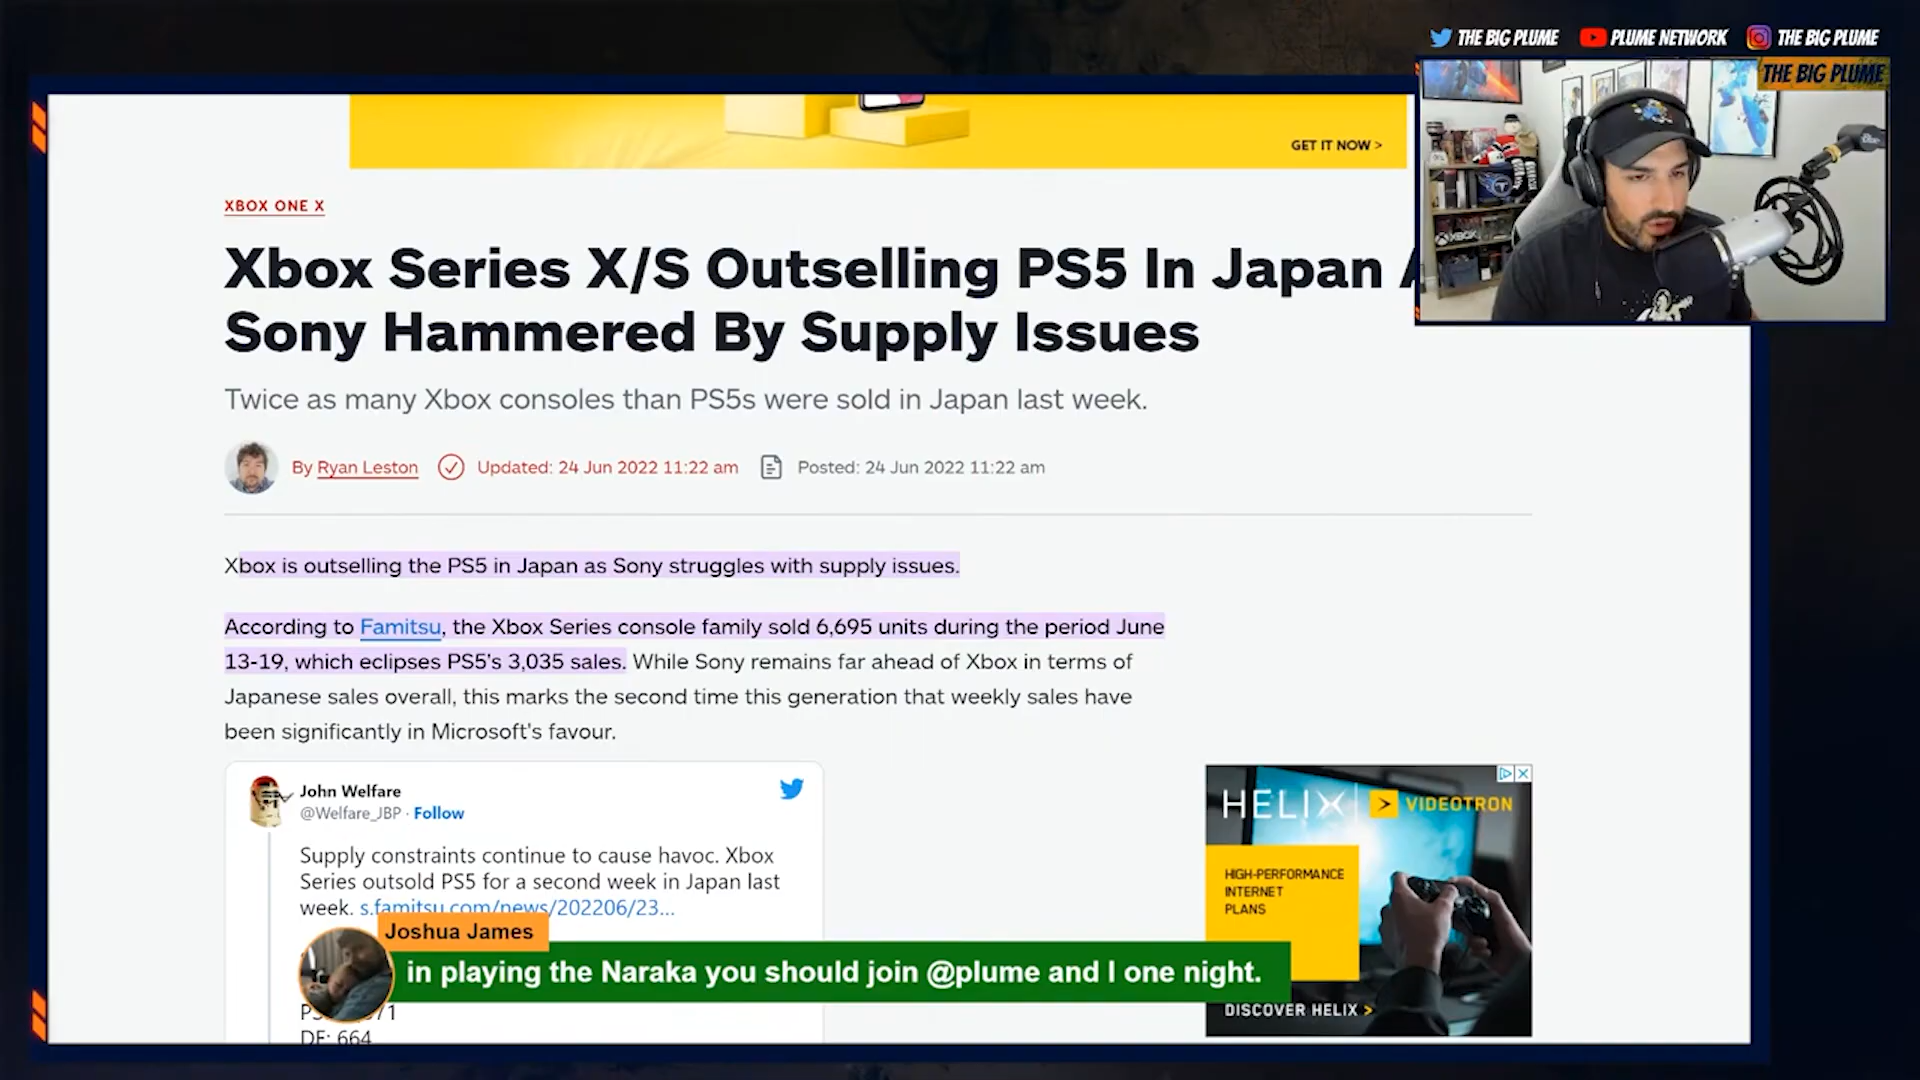 THE BIG PLUME
PLUME NETWORK
THE BIG PLUME
THE BIG PLUME
GET IT NOW >
XBOX ONE X
Xbox Series X/S Outselling PS5 In Japan
Sony Hammered By Supply Issues
Twice as many Xbox consoles than PS5s were sold in Japan last week.
By Ryan Leston
Updated: 24 Jun 2022 11:22 am
Posted: 24 Jun 2022 11:22 am
Xbox is outselling the PS5 in Japan as Sony struggles with supply issues.
According to Famitsu, the Xbox Series console family sold 6,695 units during the period June
13-19, which eclipses PS5's 3,035 sales. While Sony remains far ahead of Xbox in terms of
Japanese sales overall, this marks the second time this generation that weekly sales have
been significantly in Microsoft's favour.
John Welfare
@Welfare_JBP · Follow
Supply constraints continue to cause havoc. Xbox
Series outsold PS5 for a second week in Japan last
week. s.famitsu.com/news/202206/23...
Joshua James
in playing the Naraka you should join @plume and I one night.
DE: 664
HELIX
VIDEOTRON
HIGH-PERFORMANCE
INTERNET
PLANS
DISCOVER HELIX >
XBOX